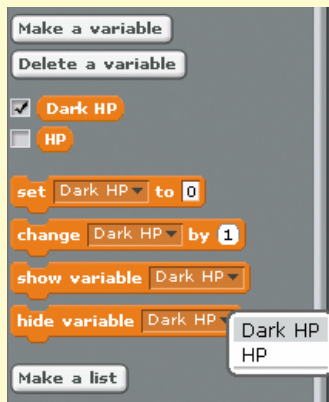 Make a variable
Delete a variable
Dark HP
HP
set Dark HP to 0
change Dark HP by 1
show variable Dark HP
hide variable Dark HP
Dark HP
HP
Make a list